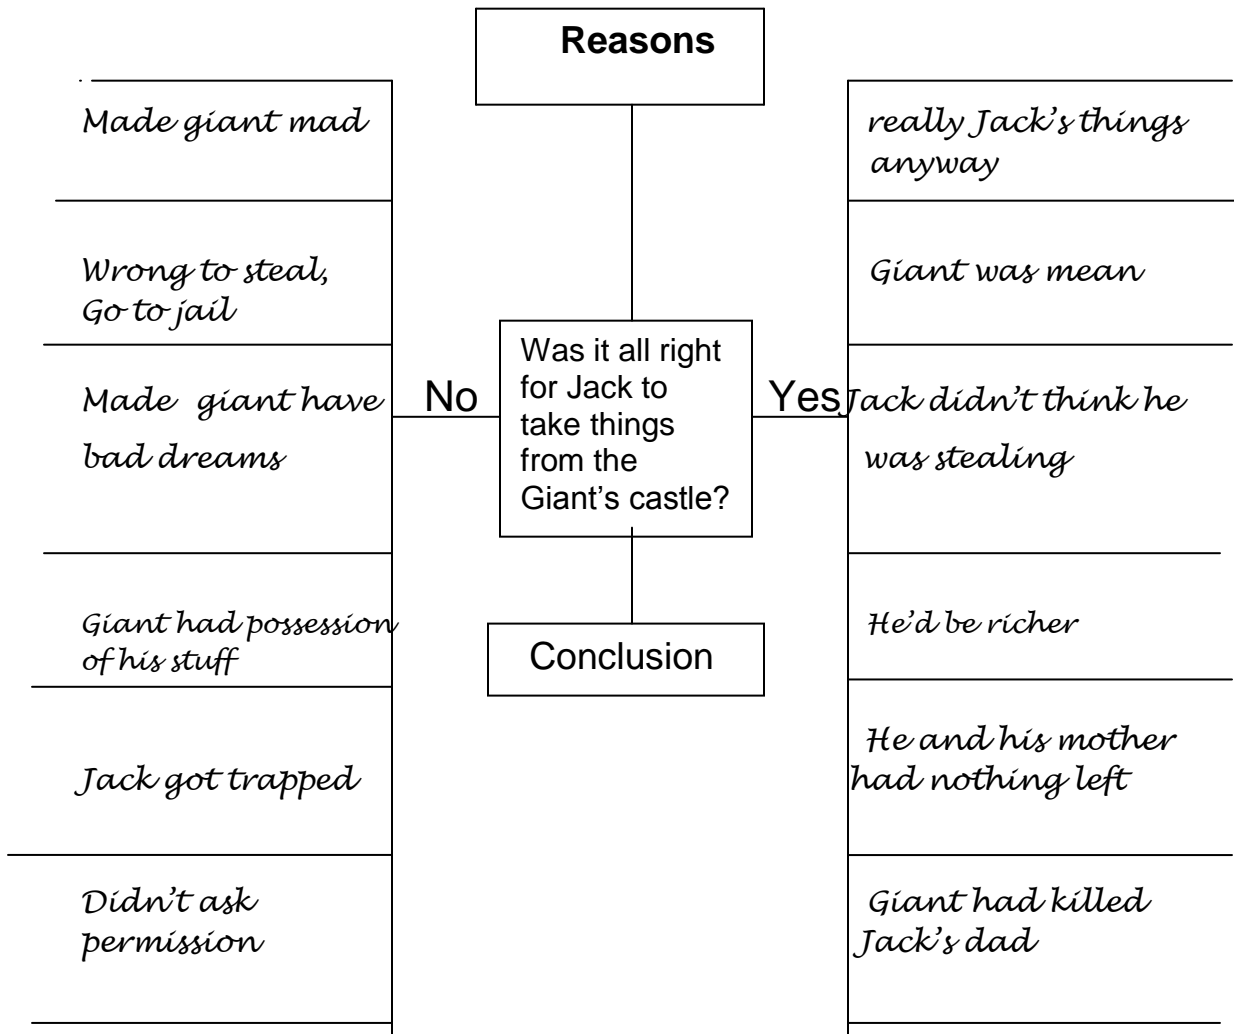 Reasons
Made giant mad
Wrong to steal,
Go to jail
Made giant have
bad dreams
Giant had possession
of his stuff
Jack got trapped
Didn't ask
permission
No
Was it all right
for Jack to
take things
from the
Giant's castle?
Yes
Conclusion
really Jack's things
anyway
Giant was mean
Jack didn't think he
was stealing
He'd be richer
He and his mother
had nothing left
Giant had killed
Jack's dad